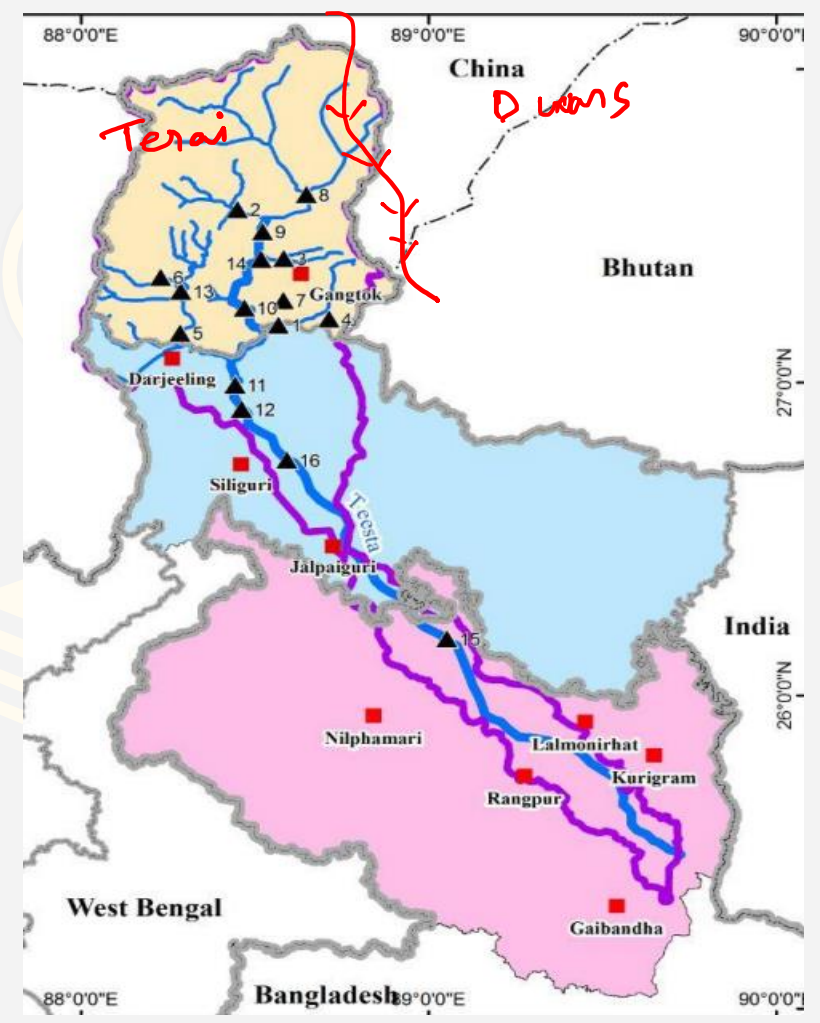 88°0'0"E
89°0'0"E
90°0'0"
China
Duars
Terai
8
2
9
14
3
Bhutan
6
13
Gangtok
7
10
1
4
5
Darjeeling
27°0'0"N
11
12
16
Siliguri
Teesta
Jalpaiguri
15
India
26°0'0"N
Nilphamari
Lalmonirhat
Kurigram
Rangpur
West Bengal
Gaibandha
Bangladesh
88°0'0"E
89°0'0"E
90°0'0"